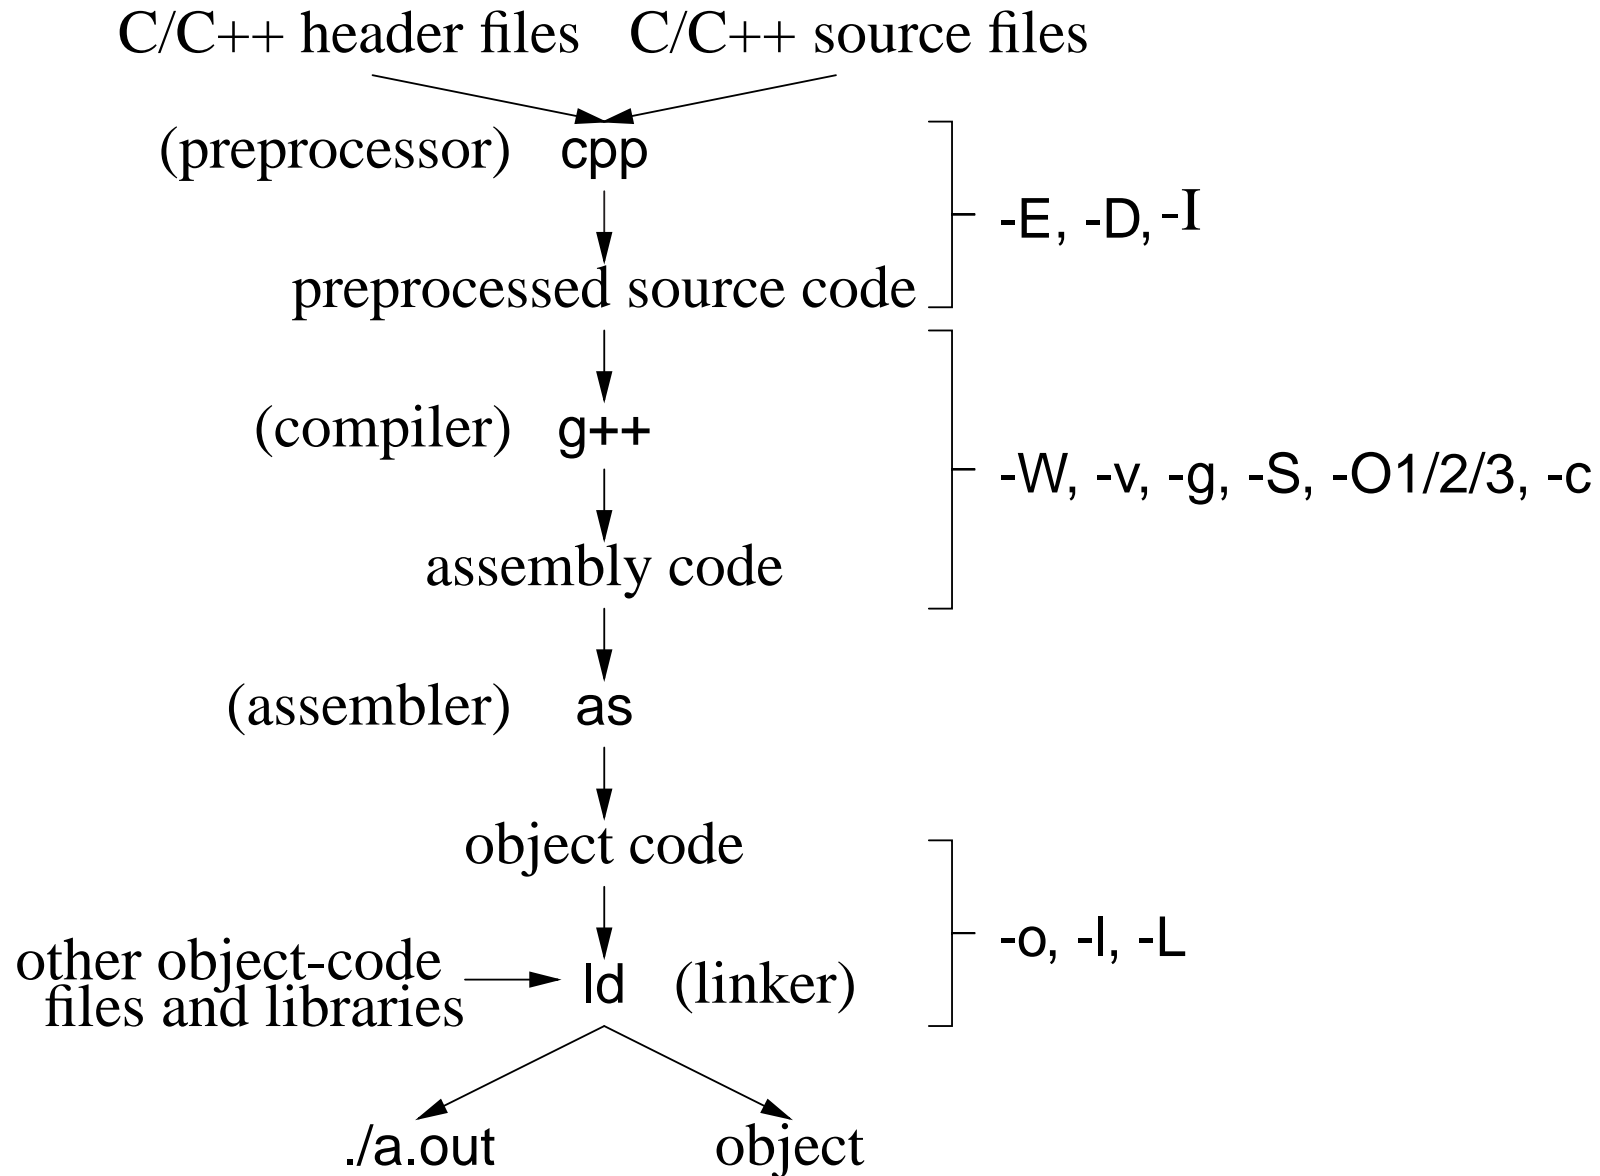 C/C++ header files C/C++ source files
(preprocessor) cpp
-E, -D, -I
preprocessed source code
(compiler) g++
-W, -v, -g, -S, -O1/2/3, -c
assembly code
(assembler) as
object code
-o, -l, -L
other object-code
files and libraries
ld (linker)
./a.out object